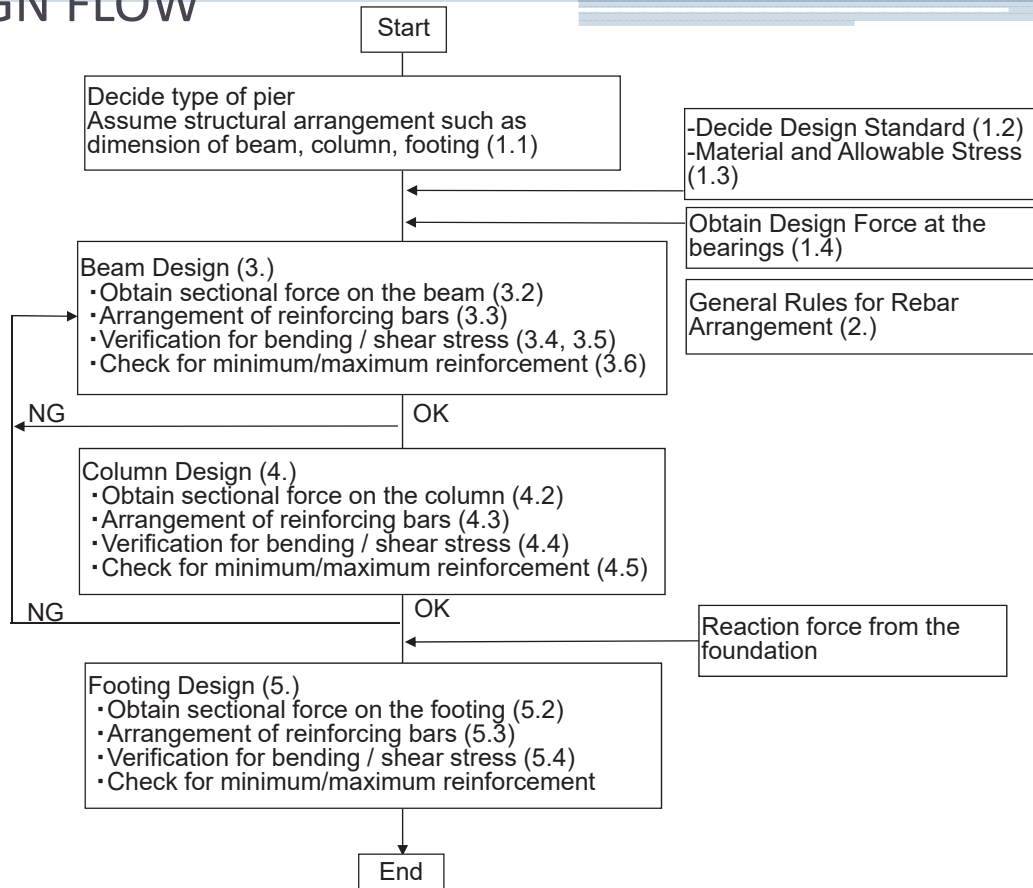 GN FLOW
Start
Decide type of pier
Assume structural arrangement such as
dimension of beam, column, footing (1.1)
-Decide Design Standard (1.2)
-Material and Allowable Stress
(1.3)
Obtain Design Force at the
bearings (1.4)
General Rules for Rebar
Arrangement (2.)
Beam Design (3.)
・Obtain sectional force on the beam (3.2)
・Arrangement of reinforcing bars (3.3)
・Verification for bending / shear stress (3.4, 3.5)
・Check for minimum/maximum reinforcement (3.6)
NG
OK
Column Design (4.)
・Obtain sectional force on the column (4.2)
・Arrangement of reinforcing bars (4.3)
・Verification for bending / shear stress (4.4)
・Check for minimum/maximum reinforcement (4.5)
NG
OK
Reaction force from the
foundation
Footing Design (5.)
・Obtain sectional force on the footing (5.2)
・Arrangement of reinforcing bars (5.3)
・Verification for bending / shear stress (5.4)
・Check for minimum/maximum reinforcement
End